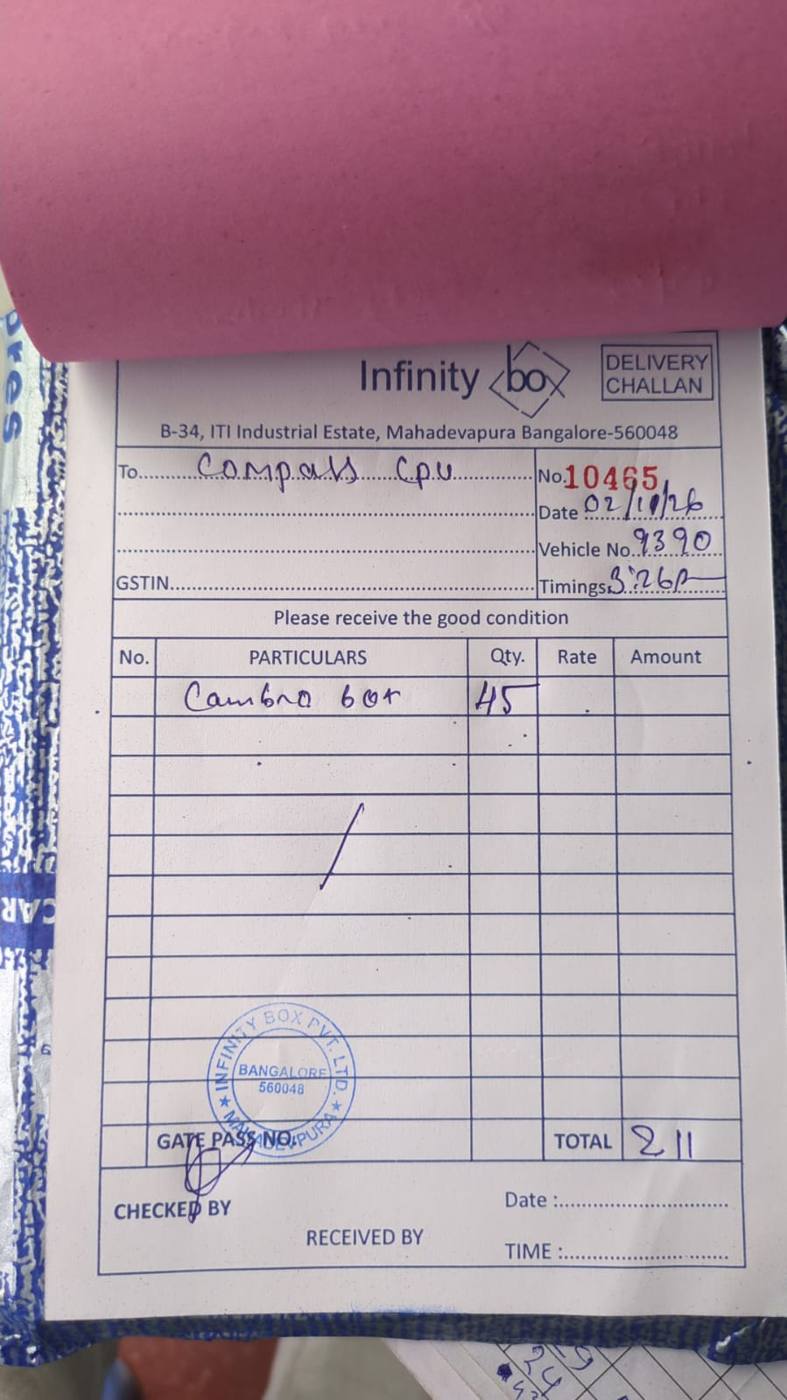 Infinity box
DELIVERY CHALLAN
B-34, ITI Industrial Estate, Mahadevapura Bangalore-560048
To Compass Cpu
No. 10465
Date 02/10/26
Vehicle No. 9390
GSTIN
Timings: 3:26P
Please receive the good condition
No. PARTICULARS Qty. Rate Amount
Cambro box 45
INFINITY BOX PVT. LTD.
BANGALORE
560048
MAHADEVPURA
GATE PASS NO. TOTAL 211
CHECKED BY
Date :
RECEIVED BY
TIME :
24